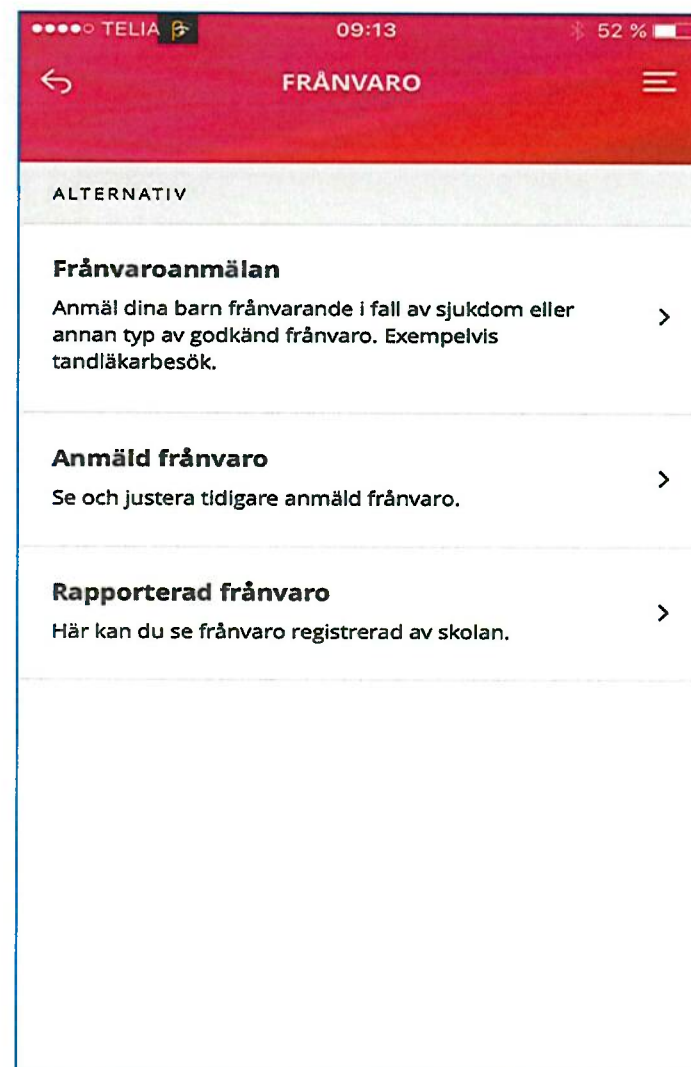 TELIA 09:13 52 %
FRÅNVARO
ALTERNATIV
Frånvaroanmälan
Anmäl dina barn frånvarande i fall av sjukdom eller
annan typ av godkänd frånvaro. Exempelvis
tandläkarbesök.
Anmäld frånvaro
Se och justera tidigare anmäld frånvaro.
Rapporterad frånvaro
Här kan du se frånvaro registrerad av skolan.